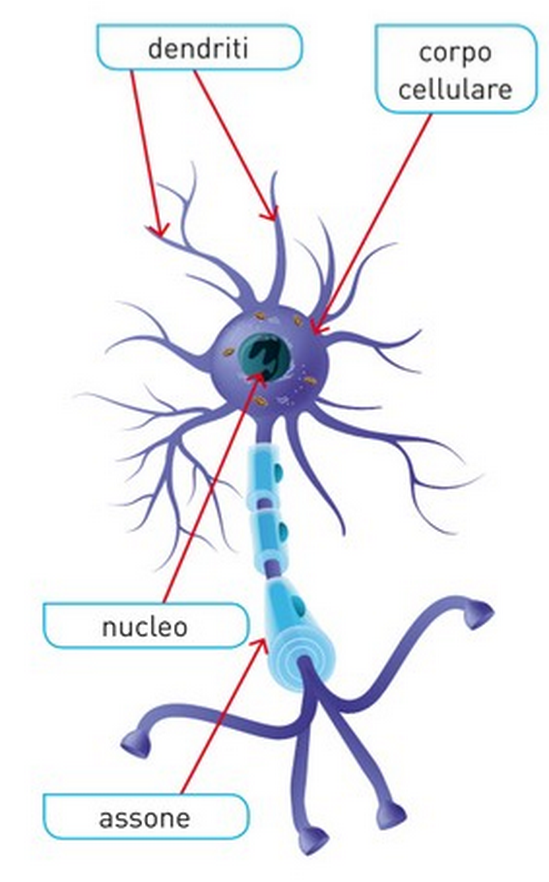 dendriti
corpo
cellulare
nucleo
assone